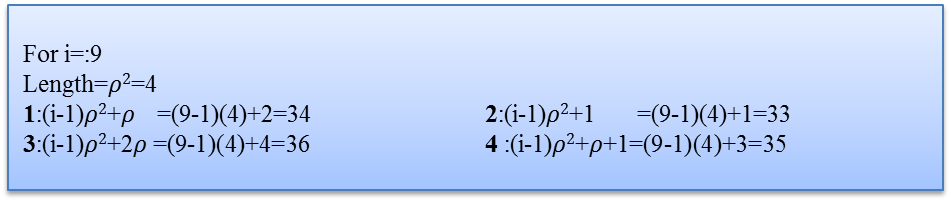 For i=:9
Length=ρ²=4
1:(i-1)ρ²+ρ =(9-1)(4)+2=34 2:(i-1)ρ²+1 =(9-1)(4)+1=33
3:(i-1)ρ²+2ρ =(9-1)(4)+4=36 4 :(i-1)ρ²+ρ+1=(9-1)(4)+3=35